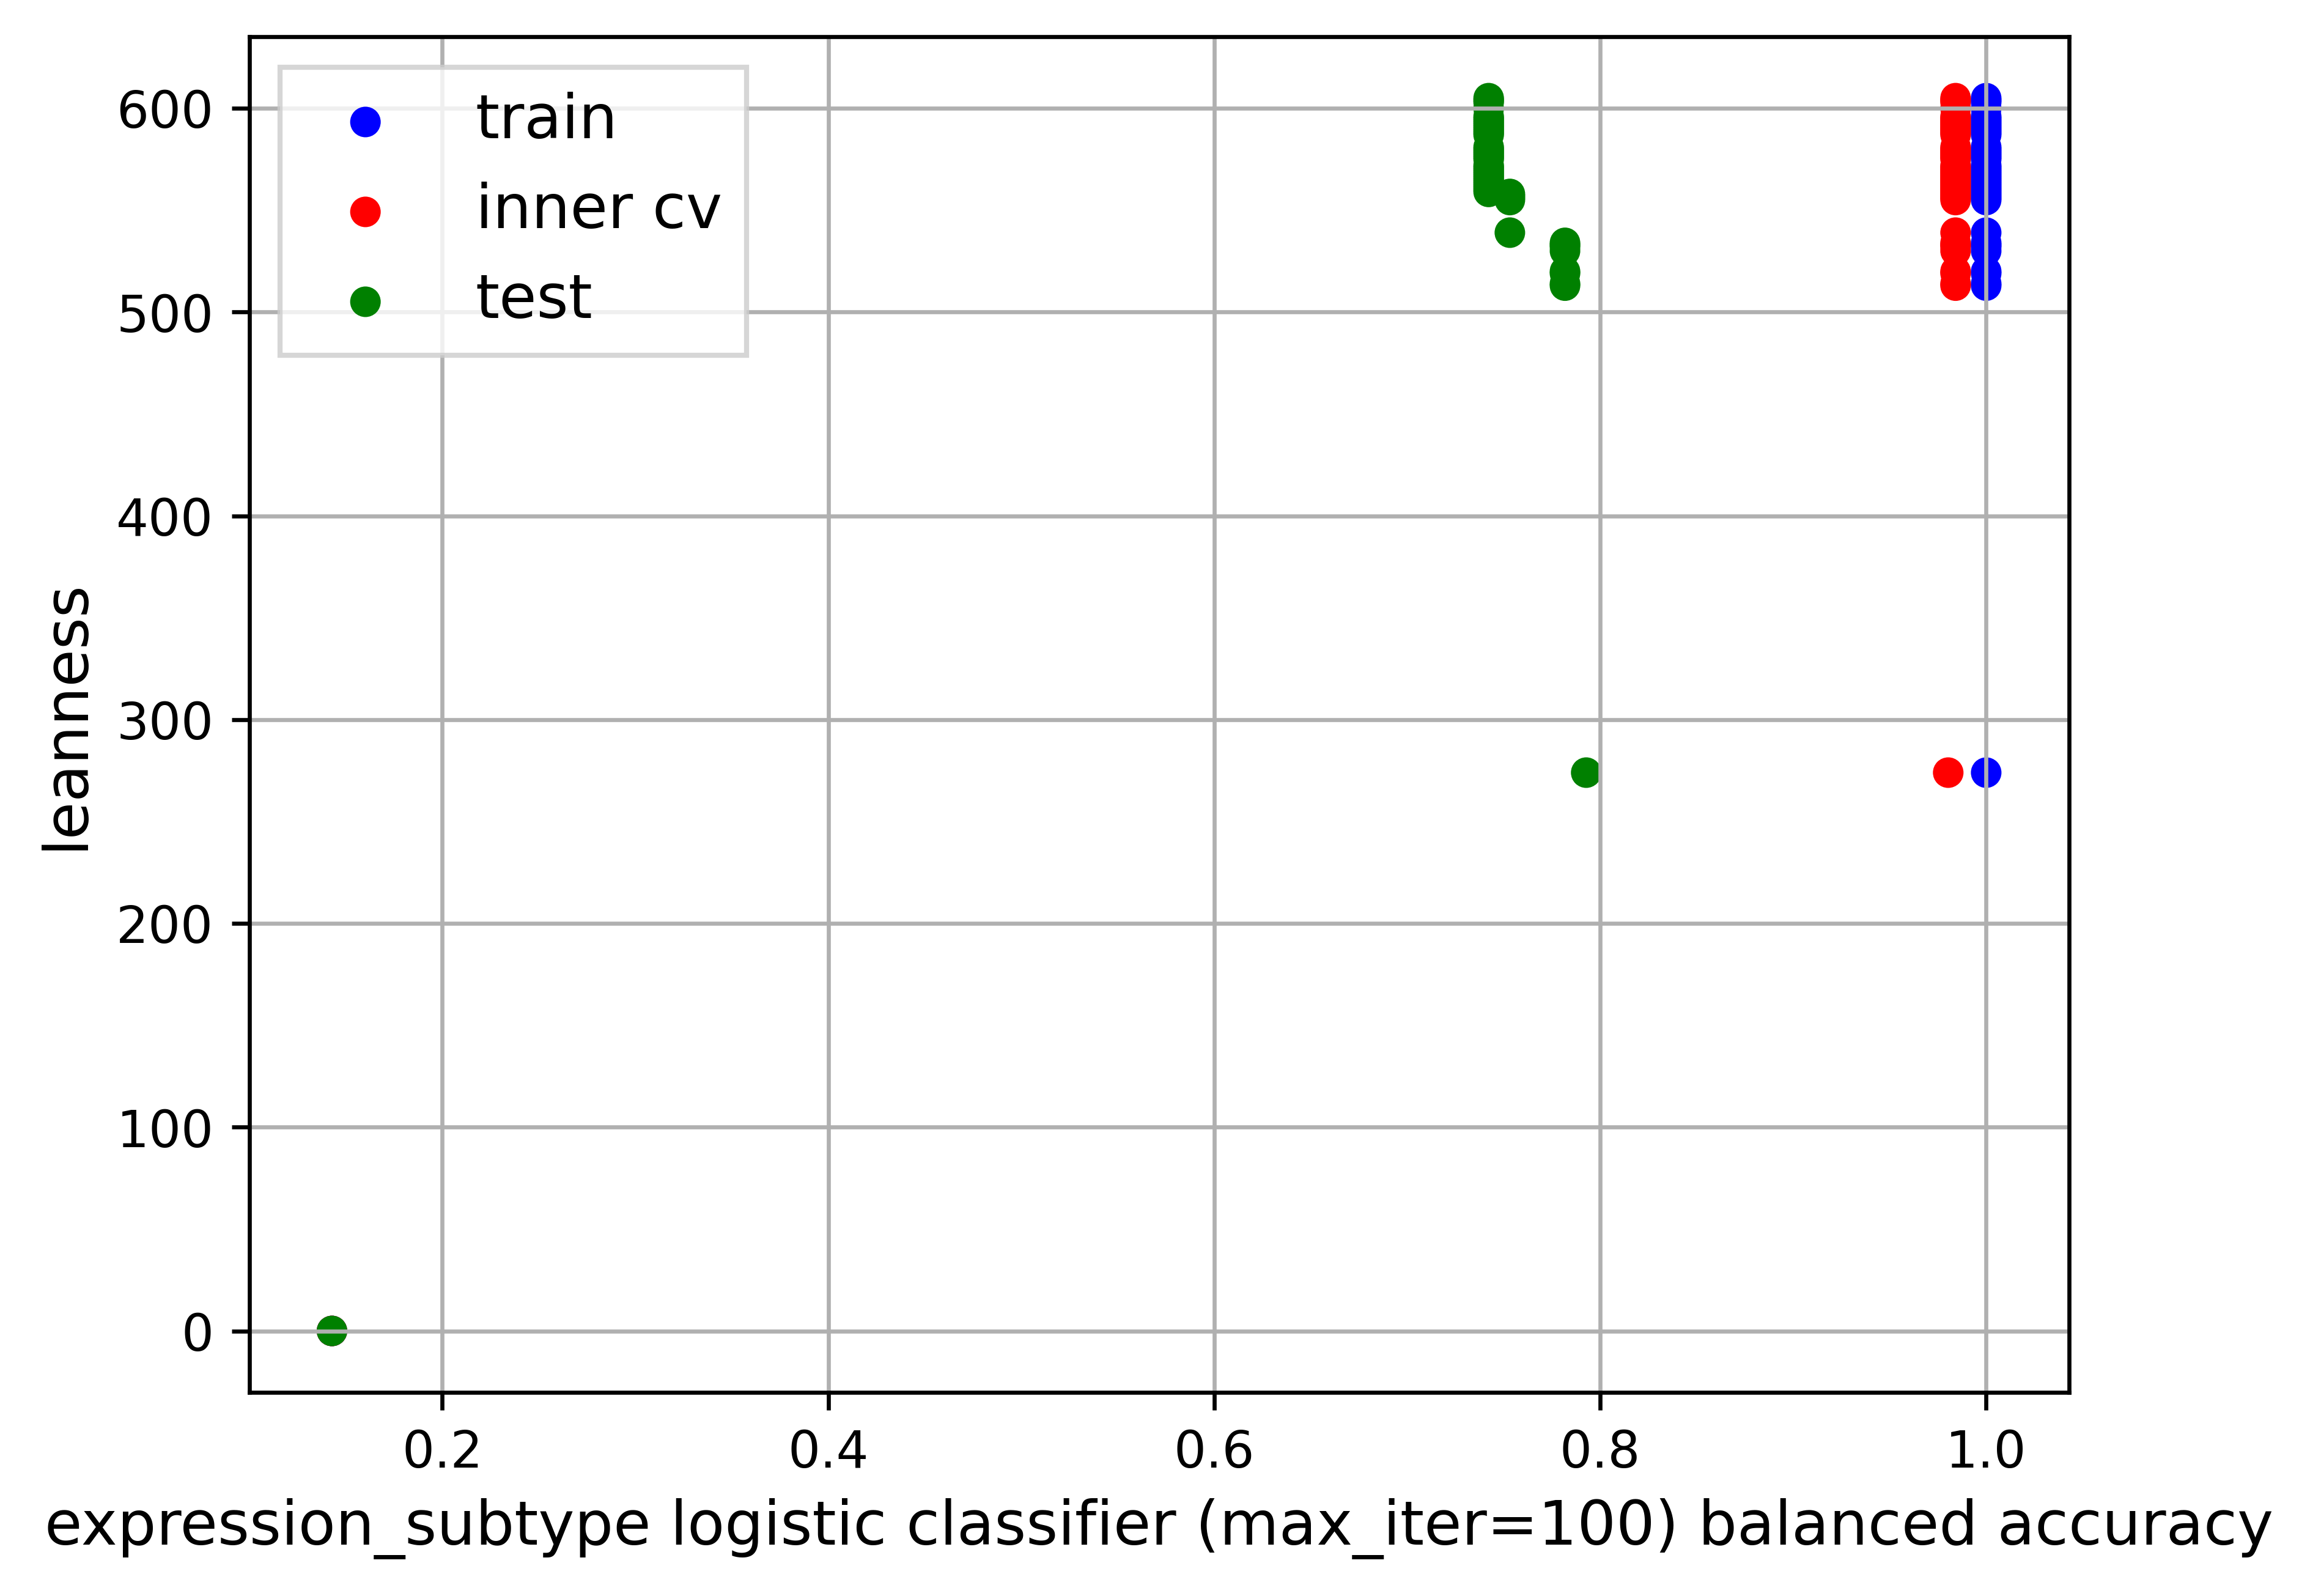 train
inner cv
test
600
500
400
300
200
100
0
leanness
0.2 0.4 0.6 0.8 1.0
expression_subtype logistic classifier (max_iter=100) balanced accuracy